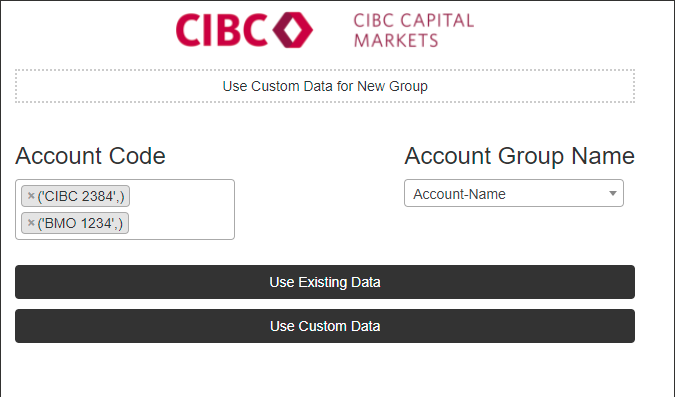 CIBC
CIBC CAPITAL
MARKETS
Use Custom Data for New Group
Account Code
Account Group Name
×('CIBC 2384',)
×('BMO 1234',)
Account-Name
Use Existing Data
Use Custom Data